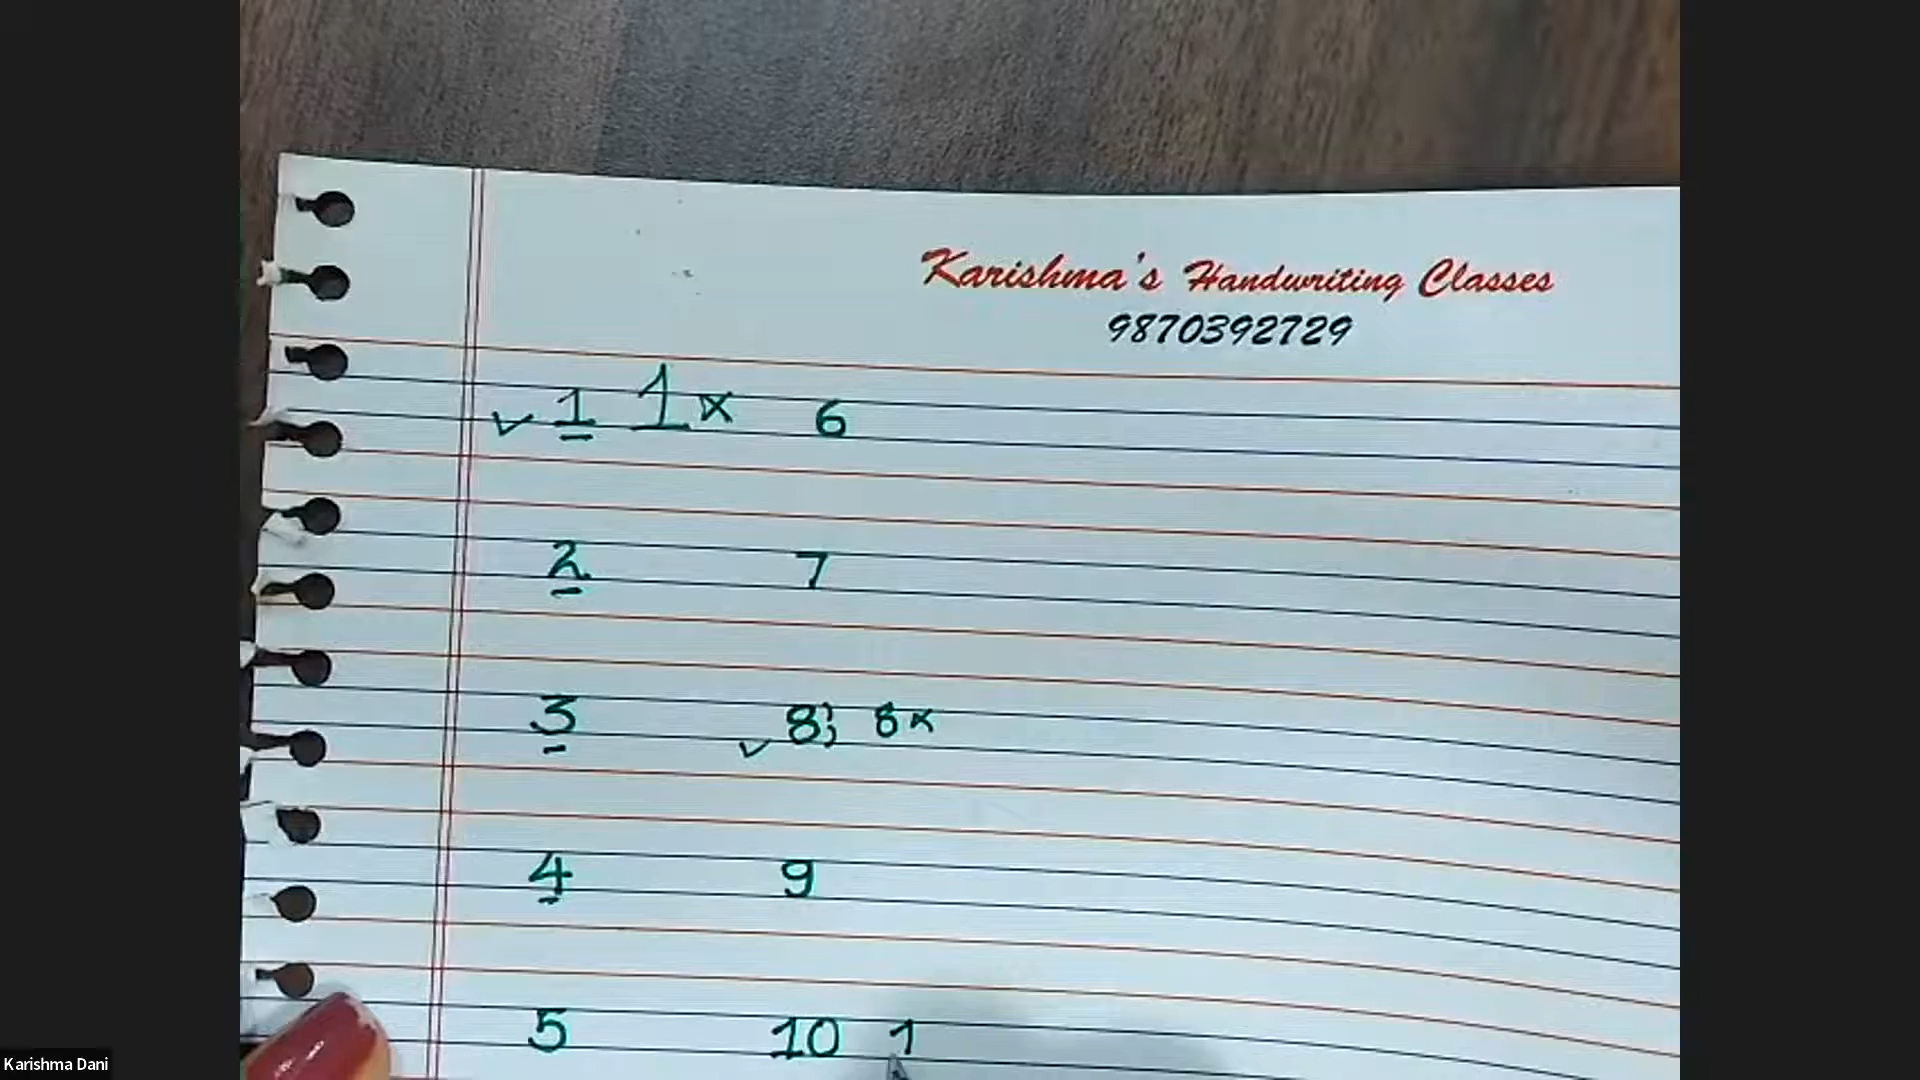 Karishma's Handwriting Classes
9870392729
✓ 1 1 × 6
2 7
3 ✓ 8; 8 ×
4 9
5 10 1
Karishma Dani